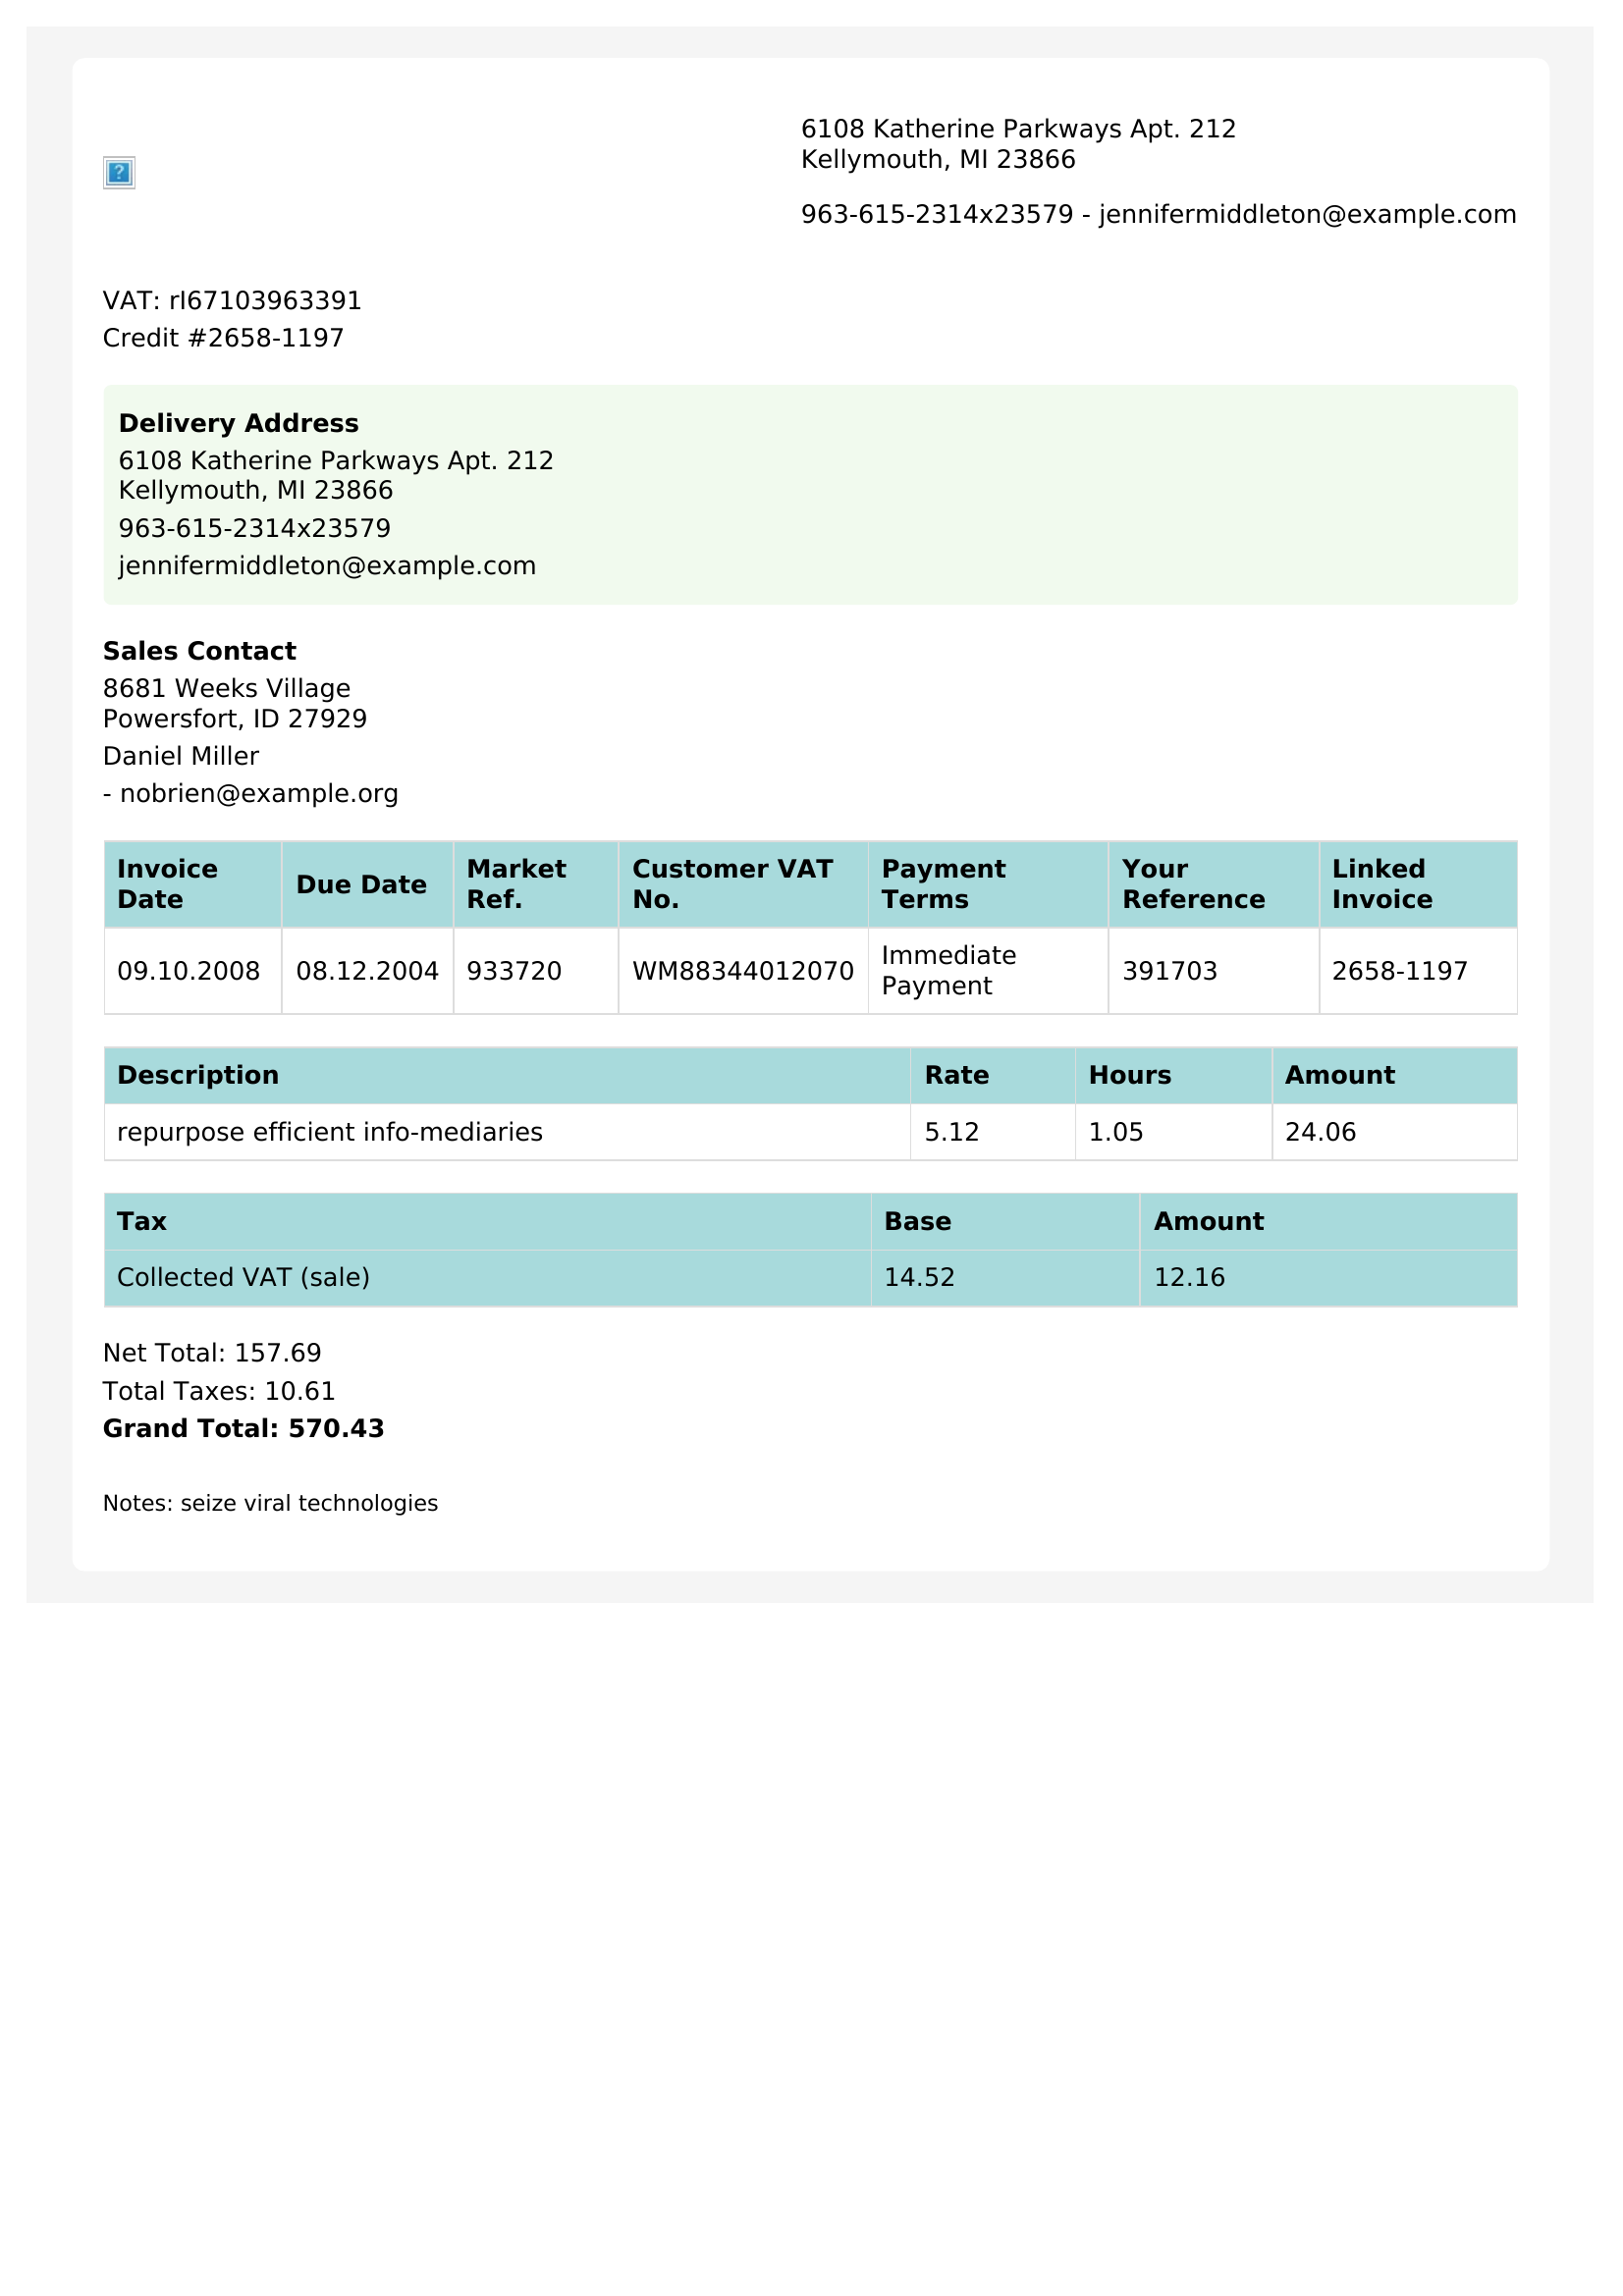 6108 Katherine Parkways Apt. 212
Kellymouth, MI 23866
963-615-2314x23579 - jennifermiddleton@example.com
VAT: rI67103963391
Credit #2658-1197
Delivery Address
6108 Katherine Parkways Apt. 212
Kellymouth, MI 23866
963-615-2314x23579
jennifermiddleton@example.com
Sales Contact
8681 Weeks Village
Powersfort, ID 27929
Daniel Miller
- nobrien@example.org
Invoice Date Due Date Market Ref. Customer VAT No. Payment Terms Your Reference Linked Invoice
09.10.2008 08.12.2004 933720 WM88344012070 Immediate Payment 391703 2658-1197
Description Rate Hours Amount
repurpose efficient info-mediaries 5.12 1.05 24.06
Tax Base Amount
Collected VAT (sale) 14.52 12.16
Net Total: 157.69
Total Taxes: 10.61
Grand Total: 570.43
Notes: seize viral technologies